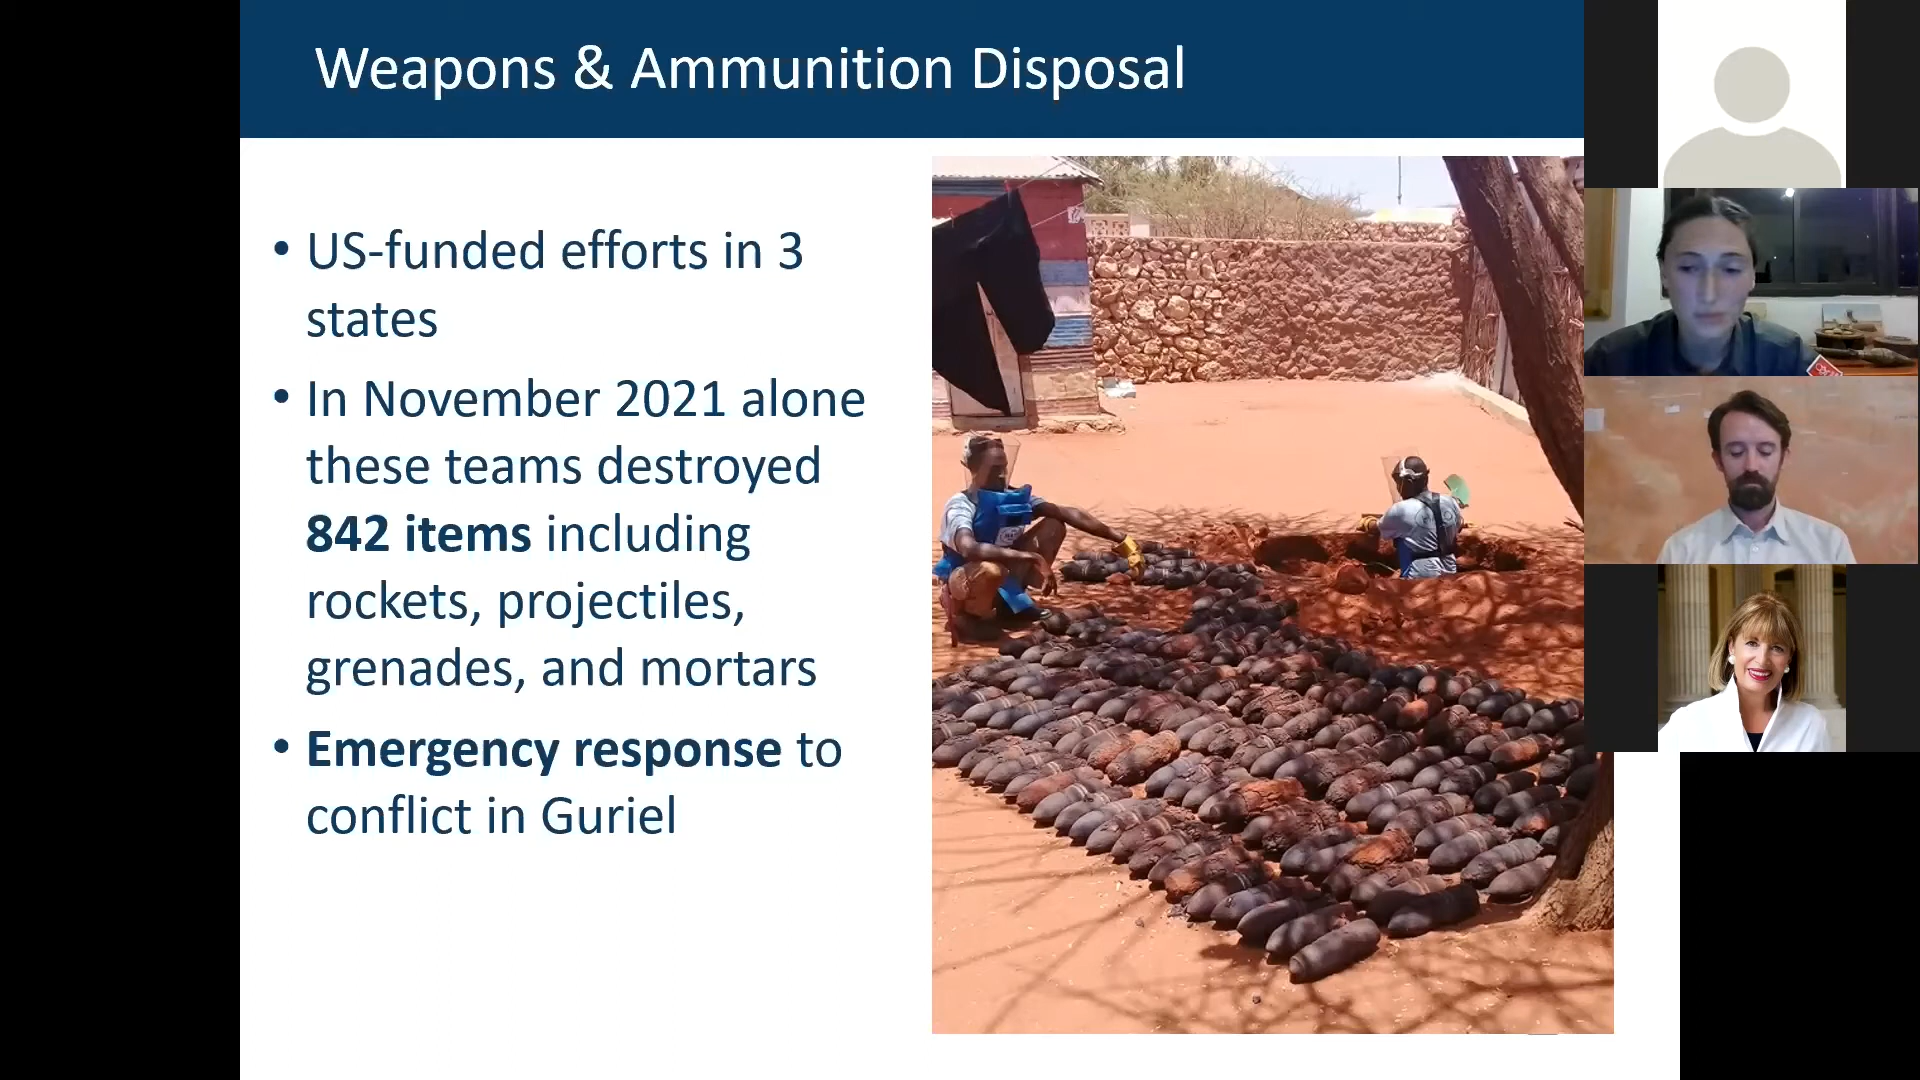 Weapons & Ammunition Disposal
• US-funded efforts in 3
states
• In November 2021 alone
these teams destroyed
842 items including
rockets, projectiles,
grenades, and mortars
• Emergency response to
conflict in Guriel